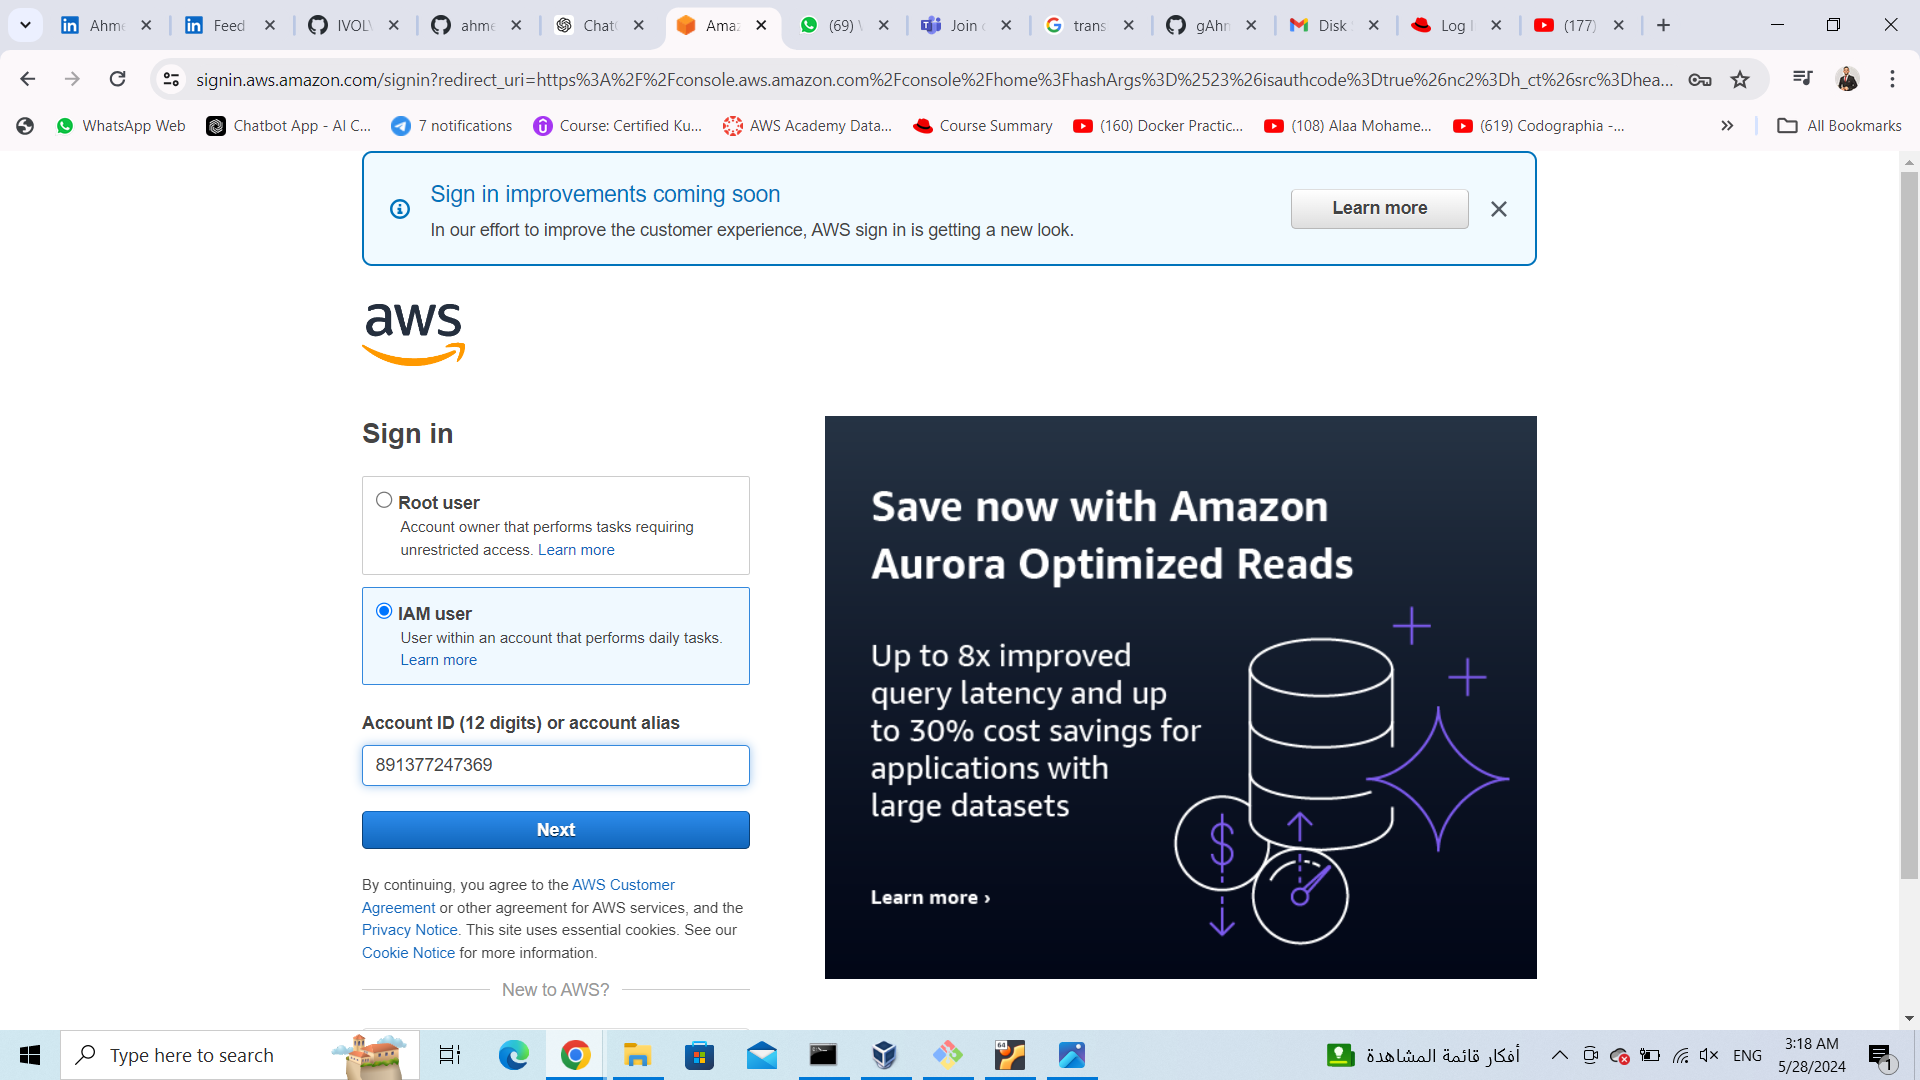 Ahme
Feed
IVOLV
ahme
Chat
Amaz
(69) W
Join c
trans
gAhm
Disk S
Log I
(177)
signin.aws.amazon.com/signin?redirect_uri=https%3A%2F%2Fconsole.aws.amazon.com%2Fconsole%2Fhome%3FhashArgs%3D%2523%26isauthcode%3Dtrue%26nc2%3Dh_ct%26src%3Dhea...
WhatsApp Web
Chatbot App - AI C...
7 notifications
Course: Certified Ku...
AWS Academy Data...
Course Summary
(160) Docker Practic...
(108) Alaa Mohame...
(619) Codographia -...
All Bookmarks
Sign in improvements coming soon
In our effort to improve the customer experience, AWS sign in is getting a new look.
Learn more
aws
Sign in
Root user
Account owner that performs tasks requiring
unrestricted access. Learn more
IAM user
User within an account that performs daily tasks.
Learn more
Account ID (12 digits) or account alias
891377247369
Next
By continuing, you agree to the AWS Customer
Agreement or other agreement for AWS services, and the
Privacy Notice. This site uses essential cookies. See our
Cookie Notice for more information.
New to AWS?
Save now with Amazon
Aurora Optimized Reads
Up to 8x improved
query latency and up
to 30% cost savings for
applications with
large datasets
Learn more ›
Type here to search
أفكار قائمة المشاهدة
ENG
3:18 AM
5/28/2024
1